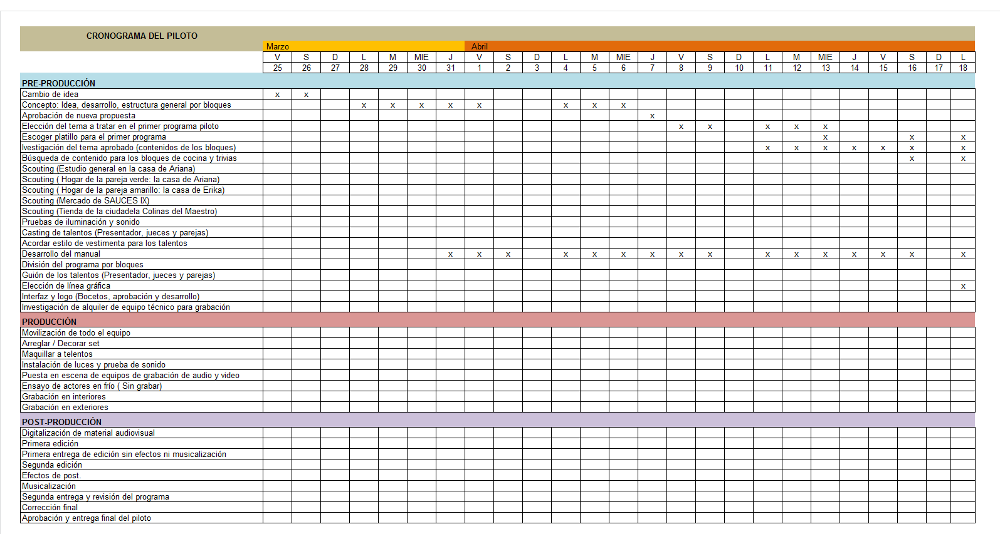 CRONOGRAMA DEL PILOTO
Marzo Abril
V S D L M MIE J V S D L M MIE J V S D L M MIE J V S D L
25 26 27 28 29 30 31 1 2 3 4 5 6 7 8 9 10 11 12 13 14 15 16 17 18
PRE-PRODUCCIÓN
Cambio de idea x x
Concepto: Idea, desarrollo, estructura general por bloques x x x x x x x x
Aprobación de nueva propuesta x
Elección del tema a tratar en el primer programa piloto x x x x x
Escoger platillo para el primer programa x x x
Ivestigación del tema aprobado (contenidos de los bloques) x x x x x x x
Búsqueda de contenido para los bloques de cocina y trivias x x
Scouting (Estudio general en la casa de Ariana)
Scouting ( Hogar de la pareja verde: la casa de Ariana)
Scouting ( Hogar de la pareja amarillo: la casa de Erika)
Scouting (Mercado de SAUCES IX)
Scouting (Tienda de la ciudadela Colinas del Maestro)
Pruebas de iluminación y sonido
Casting de talentos (Presentador, jueces y parejas)
Acordar estilo de vestimenta para los talentos
Desarrollo del manual x x x x x x x x x x x x x x x x
División del programa por bloques
Guión de los talentos (Presentador, jueces y parejas)
Elección de línea gráfica x
Interfaz y logo (Bocetos, aprobación y desarrollo)
Investigación de alquiler de equipo técnico para grabación
PRODUCCIÓN
Movilización de todo el equipo
Arreglar / Decorar set
Maquillar a telentos
Instalación de luces y prueba de sonido
Puesta en escena de equipos de grabación de audio y video
Ensayo de actores en frío ( Sin grabar)
Grabación en interiores
Grabación en exteriores
POST-PRODUCCIÓN
Digitalización de material audiovisual
Primera edición
Primera entrega de edición sin efectos ni musicalización
Segunda edición
Efectos de post.
Musicalización
Segunda entrega y revisión del programa
Corrección final
Aprobación y entrega final del piloto